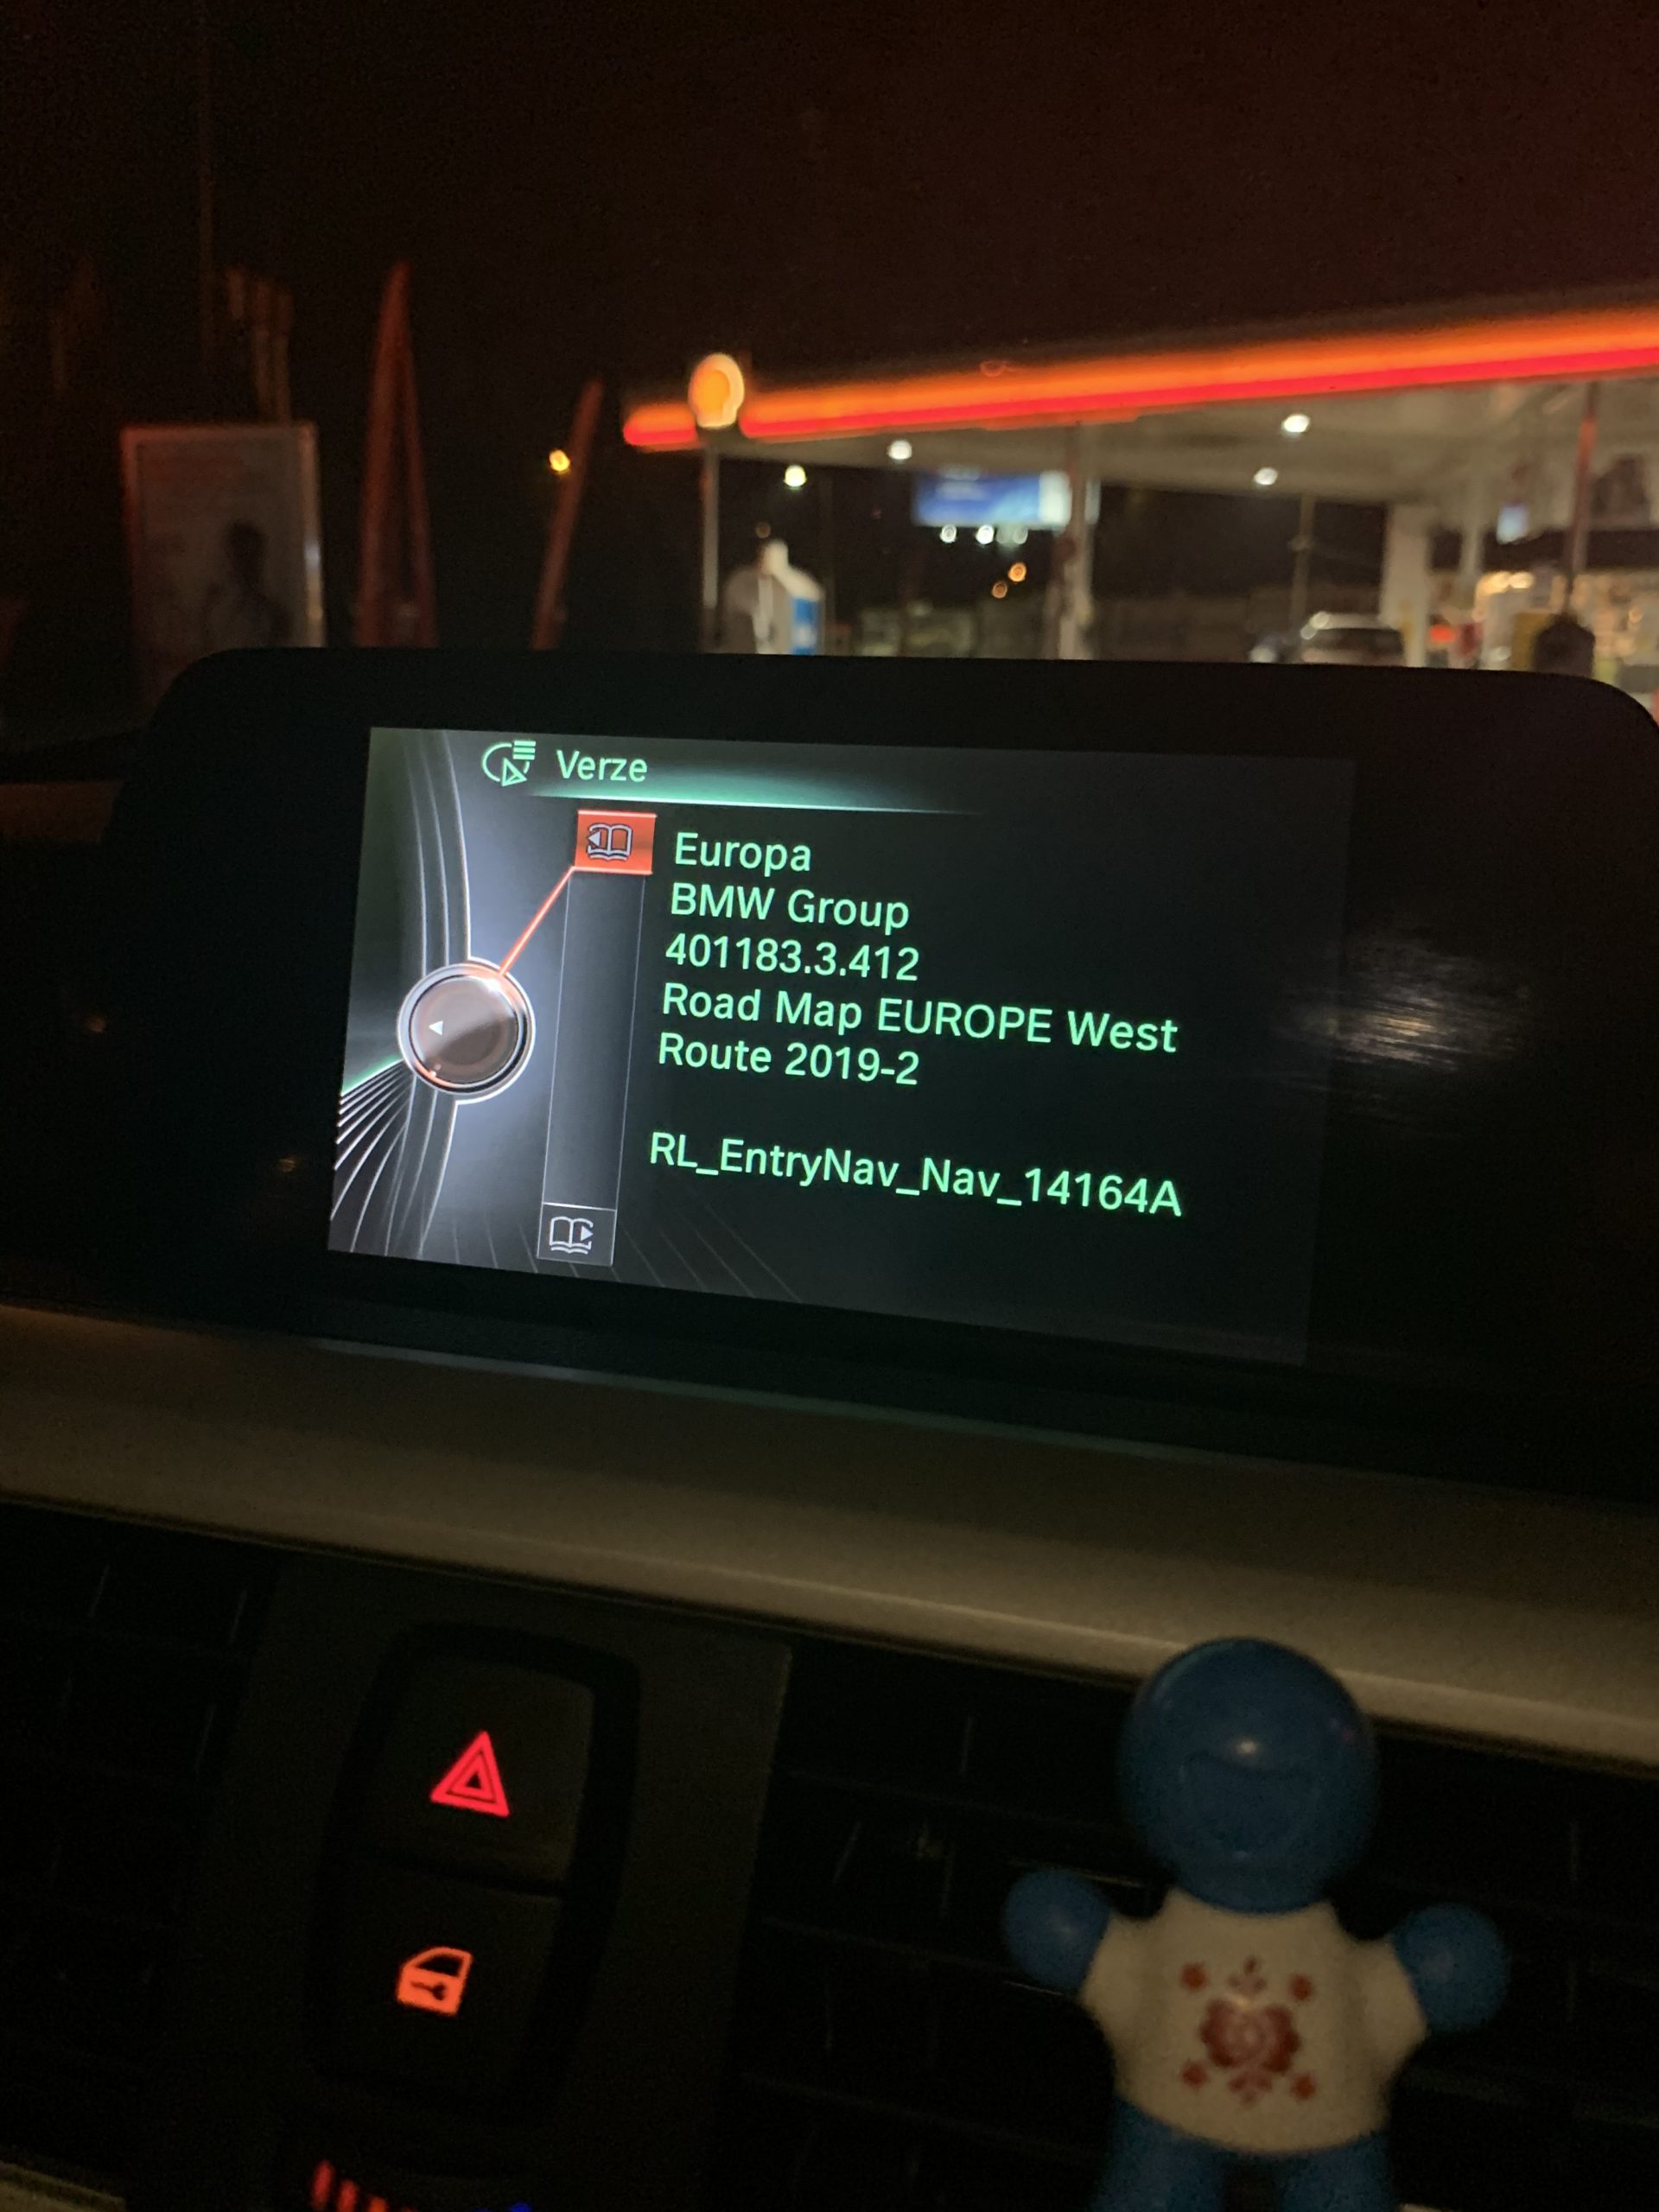 Verze
Europa
BMW Group
401183.3.412
Road Map EUROPE West
Route 2019-2
RL_EntryNav_Nav_14164A